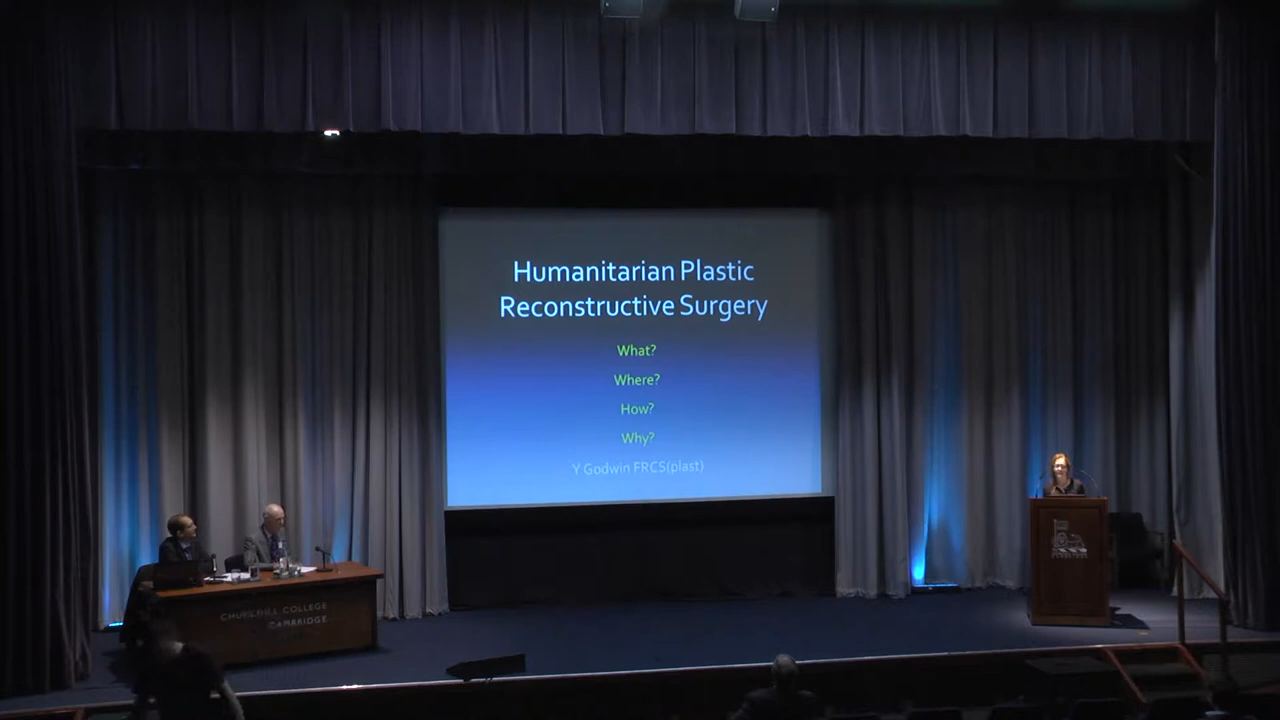 Humanitarian Plastic
Reconstructive Surgery
What?
Where?
How?
Why?
Y Godwin FRCS(plast)
CHURCHILL COLLEGE
CAMBRIDGE